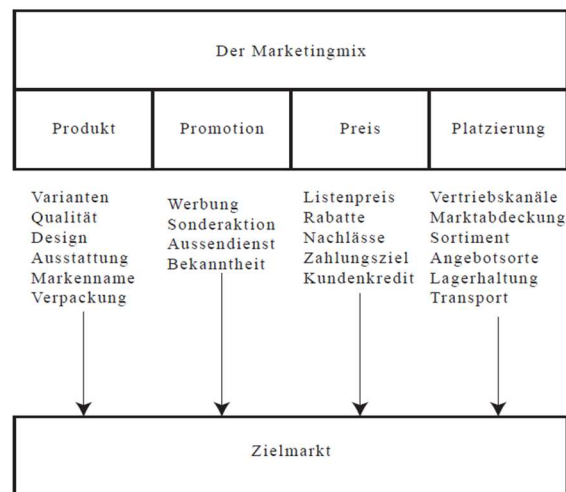 Der Marketingmix
Produkt
Promotion
Preis
Platzierung
Varianten
Qualität
Design
Ausstattung
Markenname
Verpackung
Werbung
Sonderaktion
Aussendienst
Bekanntheit
Listenpreis
Rabatte
Nachlässe
Zahlungsziel
Kundenkredit
Vertriebskanäle
Marktabdeckung
Sortiment
Angebotsorte
Lagerhaltung
Transport
Zielmarkt